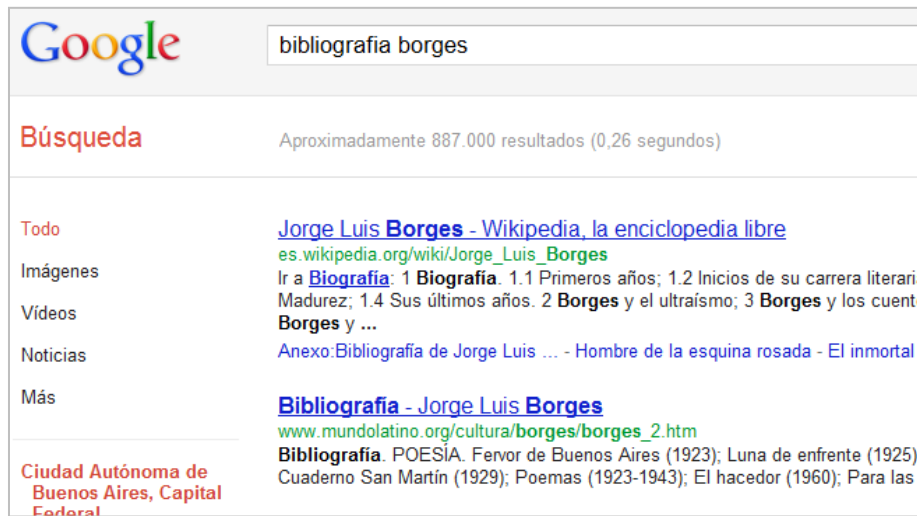 Google
bibliografia borges
Búsqueda
Aproximadamente 887.000 resultados (0,26 segundos)
Todo
Imágenes
Vídeos
Noticias
Más
Ciudad Autónoma de
Buenos Aires, Capital
Federal
Jorge Luis Borges - Wikipedia, la enciclopedia libre
es.wikipedia.org/wiki/Jorge_Luis_Borges
Ir a Biografía: 1 Biografía. 1.1 Primeros años; 1.2 Inicios de su carrera
Madurez; 1.4 Sus últimos años. 2 Borges y el ultraísmo; 3 Borges y los
Borges y ...
Anexo:Bibliografía de Jorge Luis ... - Hombre de la esquina rosada - El inmortal
Bibliografía - Jorge Luis Borges
www.mundolatino.org/cultura/borges/borges_2.htm
Bibliografía. POESÍA. Fervor de Buenos Aires (1923); Luna de enfrente (1925)
Cuaderno San Martín (1929); Poemas (1923-1943); El hacedor (1960); Para las